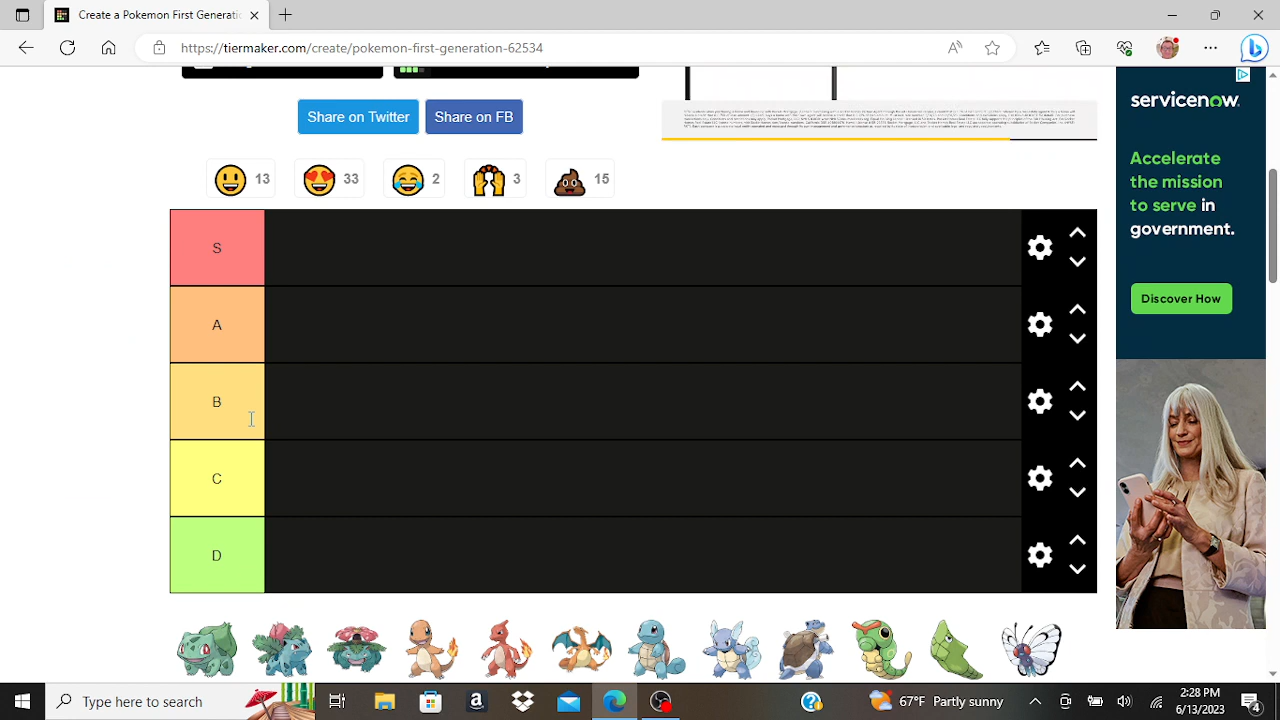 Create a Pokemon First Generatio
https://tiermaker.com/create/pokemon-first-generation-62534
Share on Twitter
Share on FB
13
33
2
3
15
S
A
B
C
D
servicenow.
Accelerate
the mission
to serve in
government.
Discover How
Type here to search
67°F Partly sunny
2:28 PM
6/13/2023
4